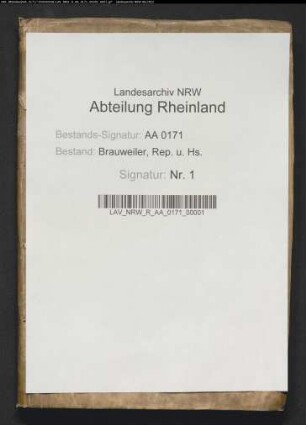 Landesarchiv NRW
Abteilung Rheinland
Bestands-Signatur: AA 0171
Bestand: Brauweiler, Rep. u. Hs.
Signatur: Nr. 1
LAV_NRW_R_AA_0171_00001